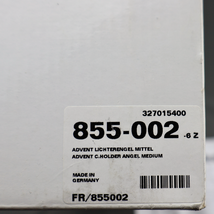 327015400
855-002 -6 Z
ADVENT LICHTERENGEL MITTEL
ADVENT C.HOLDER ANGEL MEDIUM
MADE IN
GERMANY
FR/855002